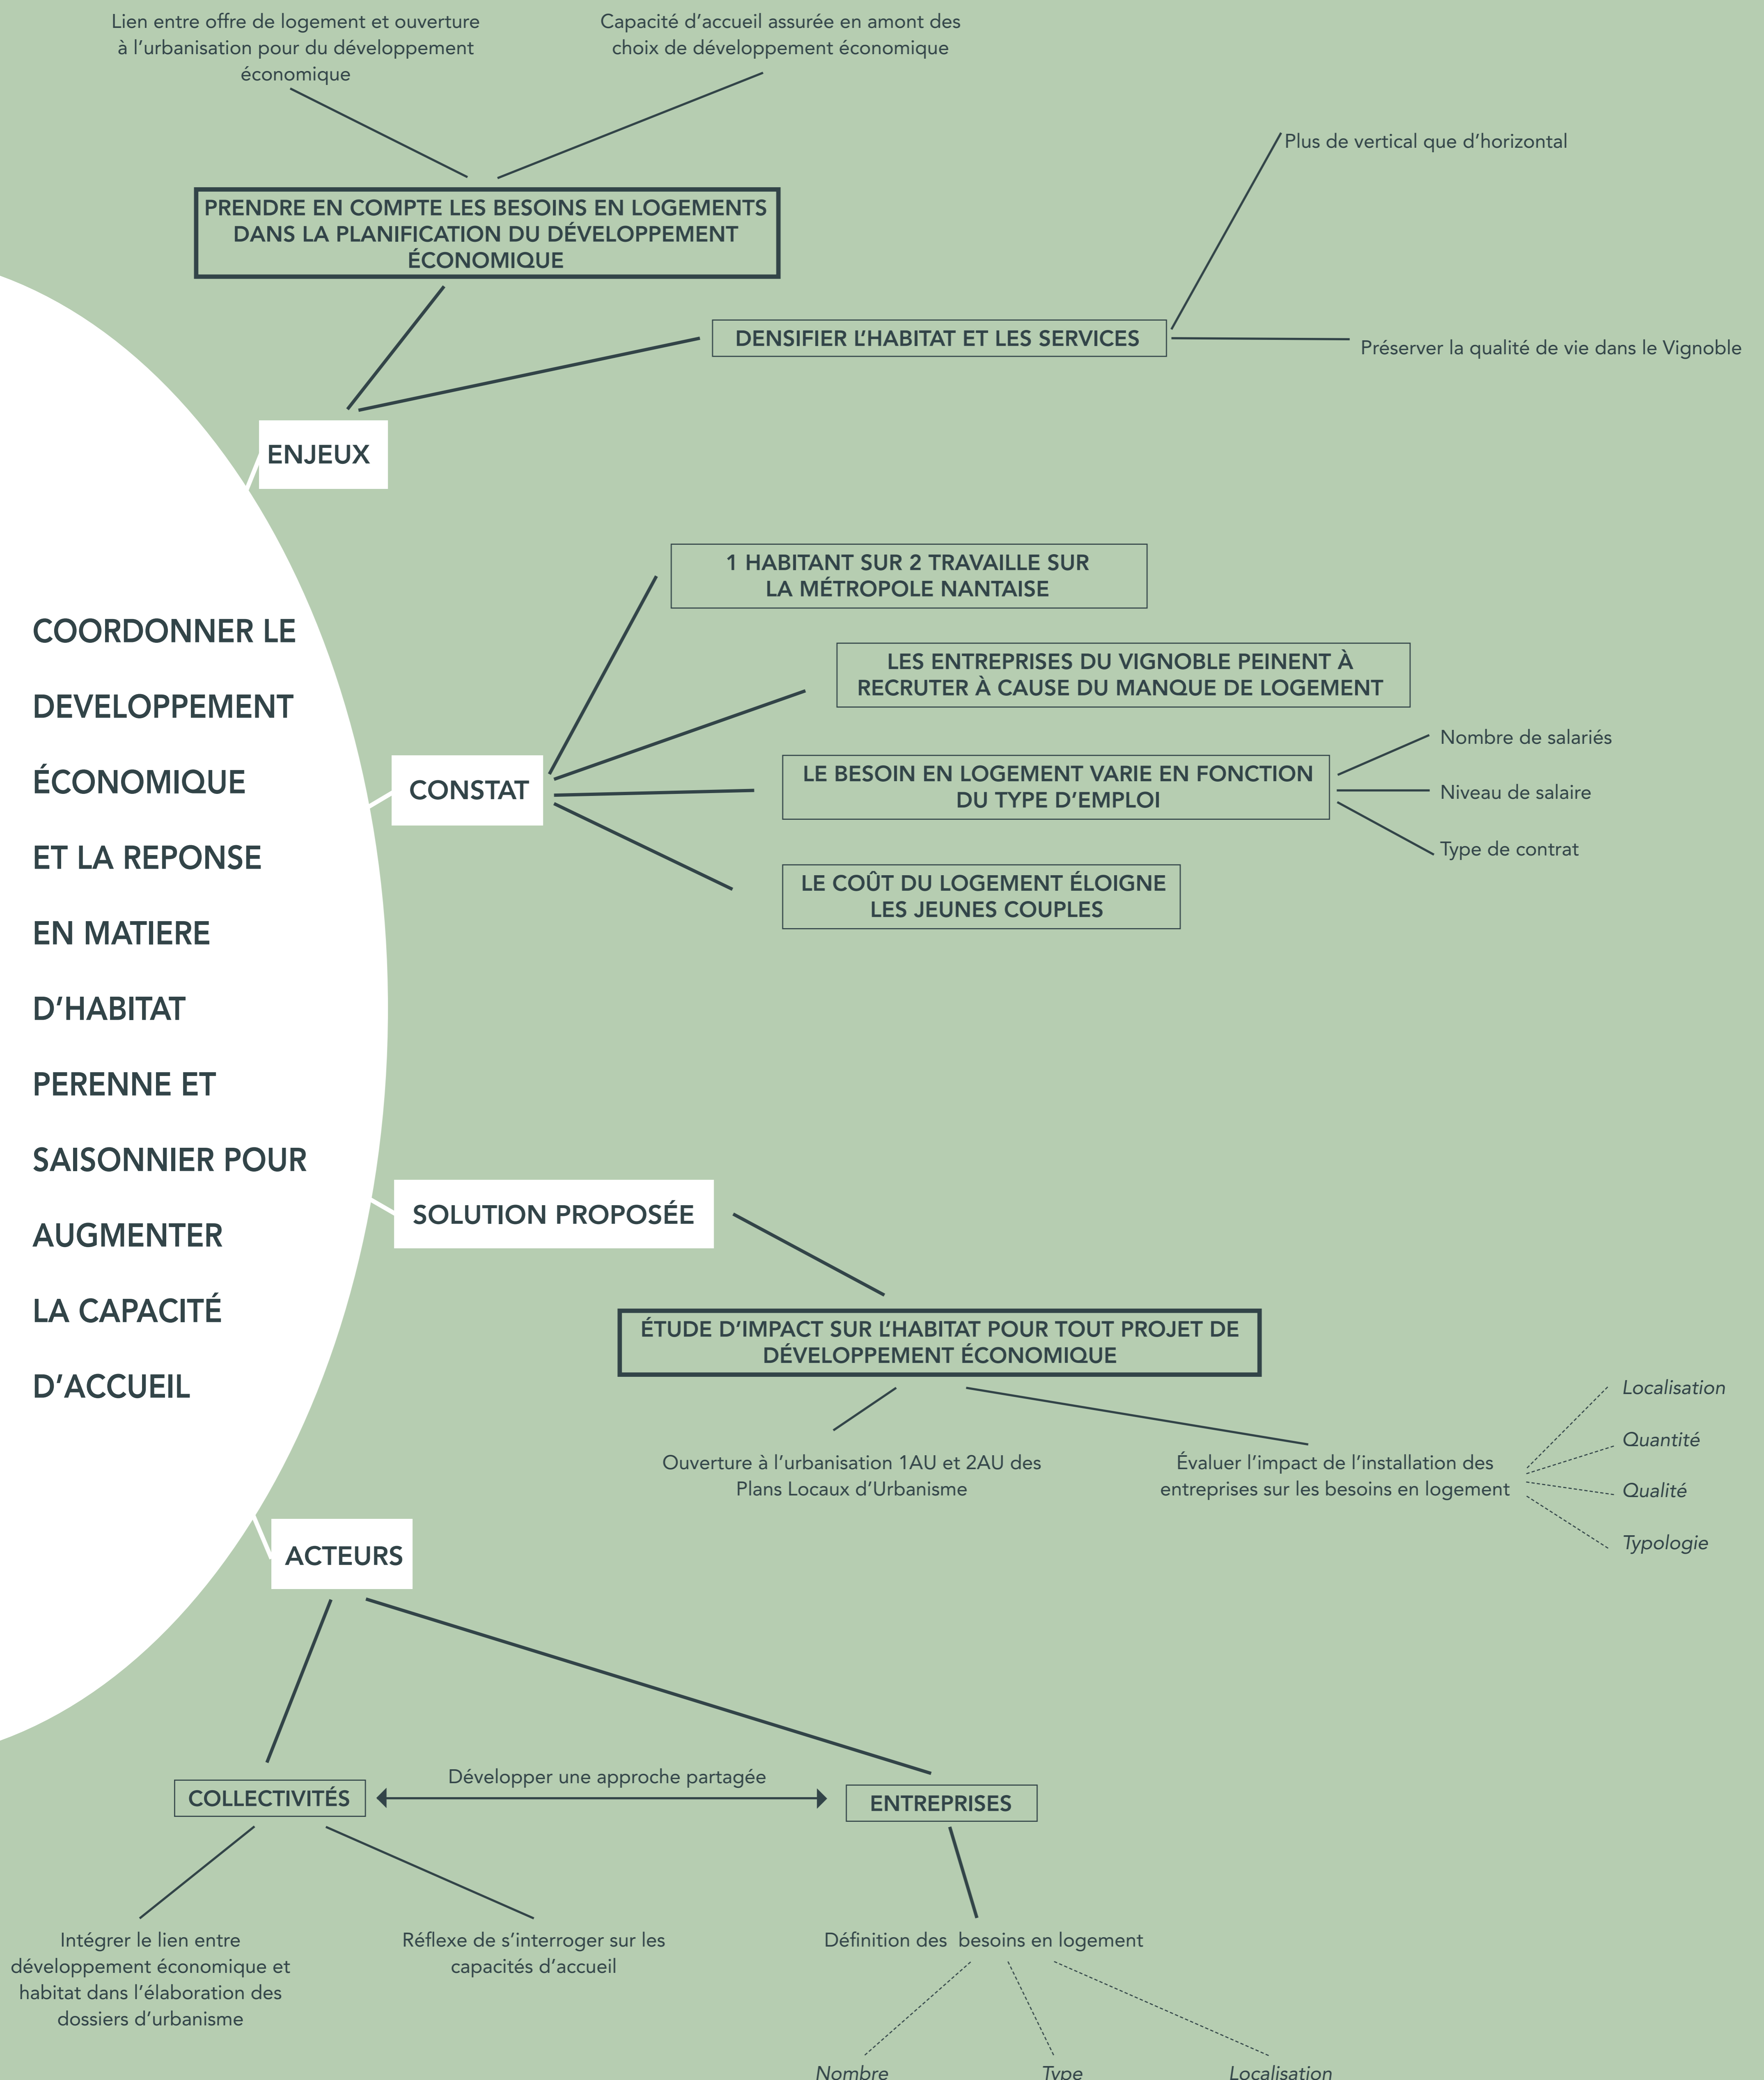 Lien entre offre de logement et ouverture
à l’urbanisation pour du développement
économique
Capacité d’accueil assurée en amont des
choix de développement économique
Plus de vertical que d’horizontal
PRENDRE EN COMPTE LES BESOINS EN LOGEMENTS
DANS LA PLANIFICATION DU DÉVELOPPEMENT
ÉCONOMIQUE
DENSIFIER L’HABITAT ET LES SERVICES
Préserver la qualité de vie dans le Vignoble
ENJEUX
COORDONNER LE
DEVELOPPEMENT
ÉCONOMIQUE
ET LA REPONSE
EN MATIERE
D’HABITAT
PERENNE ET
SAISONNIER POUR
AUGMENTER
LA CAPACITÉ
D’ACCUEIL
1 HABITANT SUR 2 TRAVAILLE SUR
LA MÉTROPOLE NANTAISE
LES ENTREPRISES DU VIGNOBLE PEINENT À
RECRUTER À CAUSE DU MANQUE DE LOGEMENT
CONSTAT
LE BESOIN EN LOGEMENT VARIE EN FONCTION
DU TYPE D’EMPLOI
Nombre de salariés
Niveau de salaire
Type de contrat
LE COÛT DU LOGEMENT ÉLOIGNE
LES JEUNES COUPLES
SOLUTION PROPOSÉE
ÉTUDE D’IMPACT SUR L’HABITAT POUR TOUT PROJET DE
DÉVELOPPEMENT ÉCONOMIQUE
Ouverture à l’urbanisation 1AU et 2AU des
Plans Locaux d’Urbanisme
Évaluer l’impact de l’installation des
entreprises sur les besoins en logement
Localisation
Quantité
Qualité
Typologie
ACTEURS
COLLECTIVITÉS
Développer une approche partagée
ENTREPRISES
Intégrer le lien entre
développement économique et
habitat dans l’élaboration des
dossiers d’urbanisme
Réflexe de s’interroger sur les
capacités d’accueil
Définition des  besoins en logement
Nombre
Type
Localisation